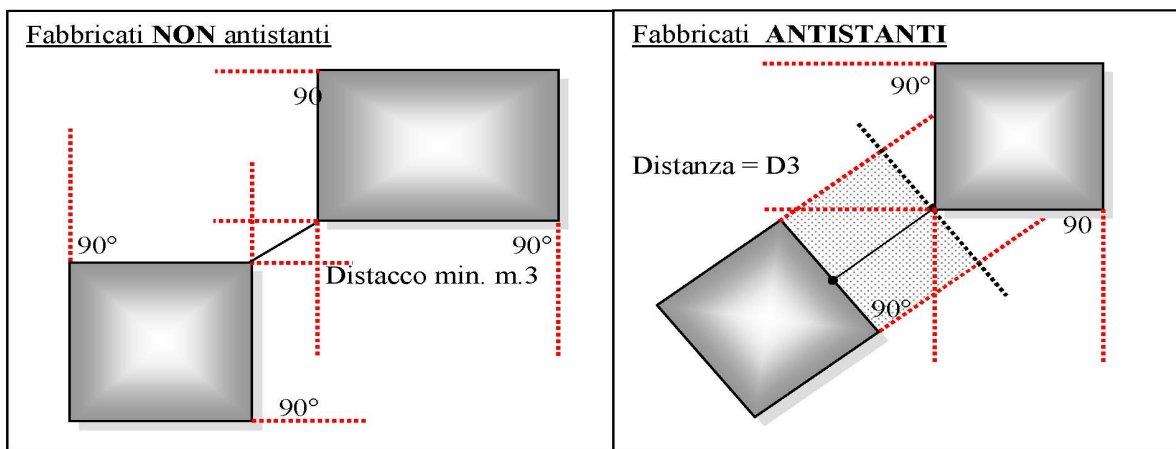 Fabbricati NON antistanti
90
90°
90°
Distacco min. m.3
90°
Fabbricati ANTISTANTI
90°
Distanza = D3
90
90°